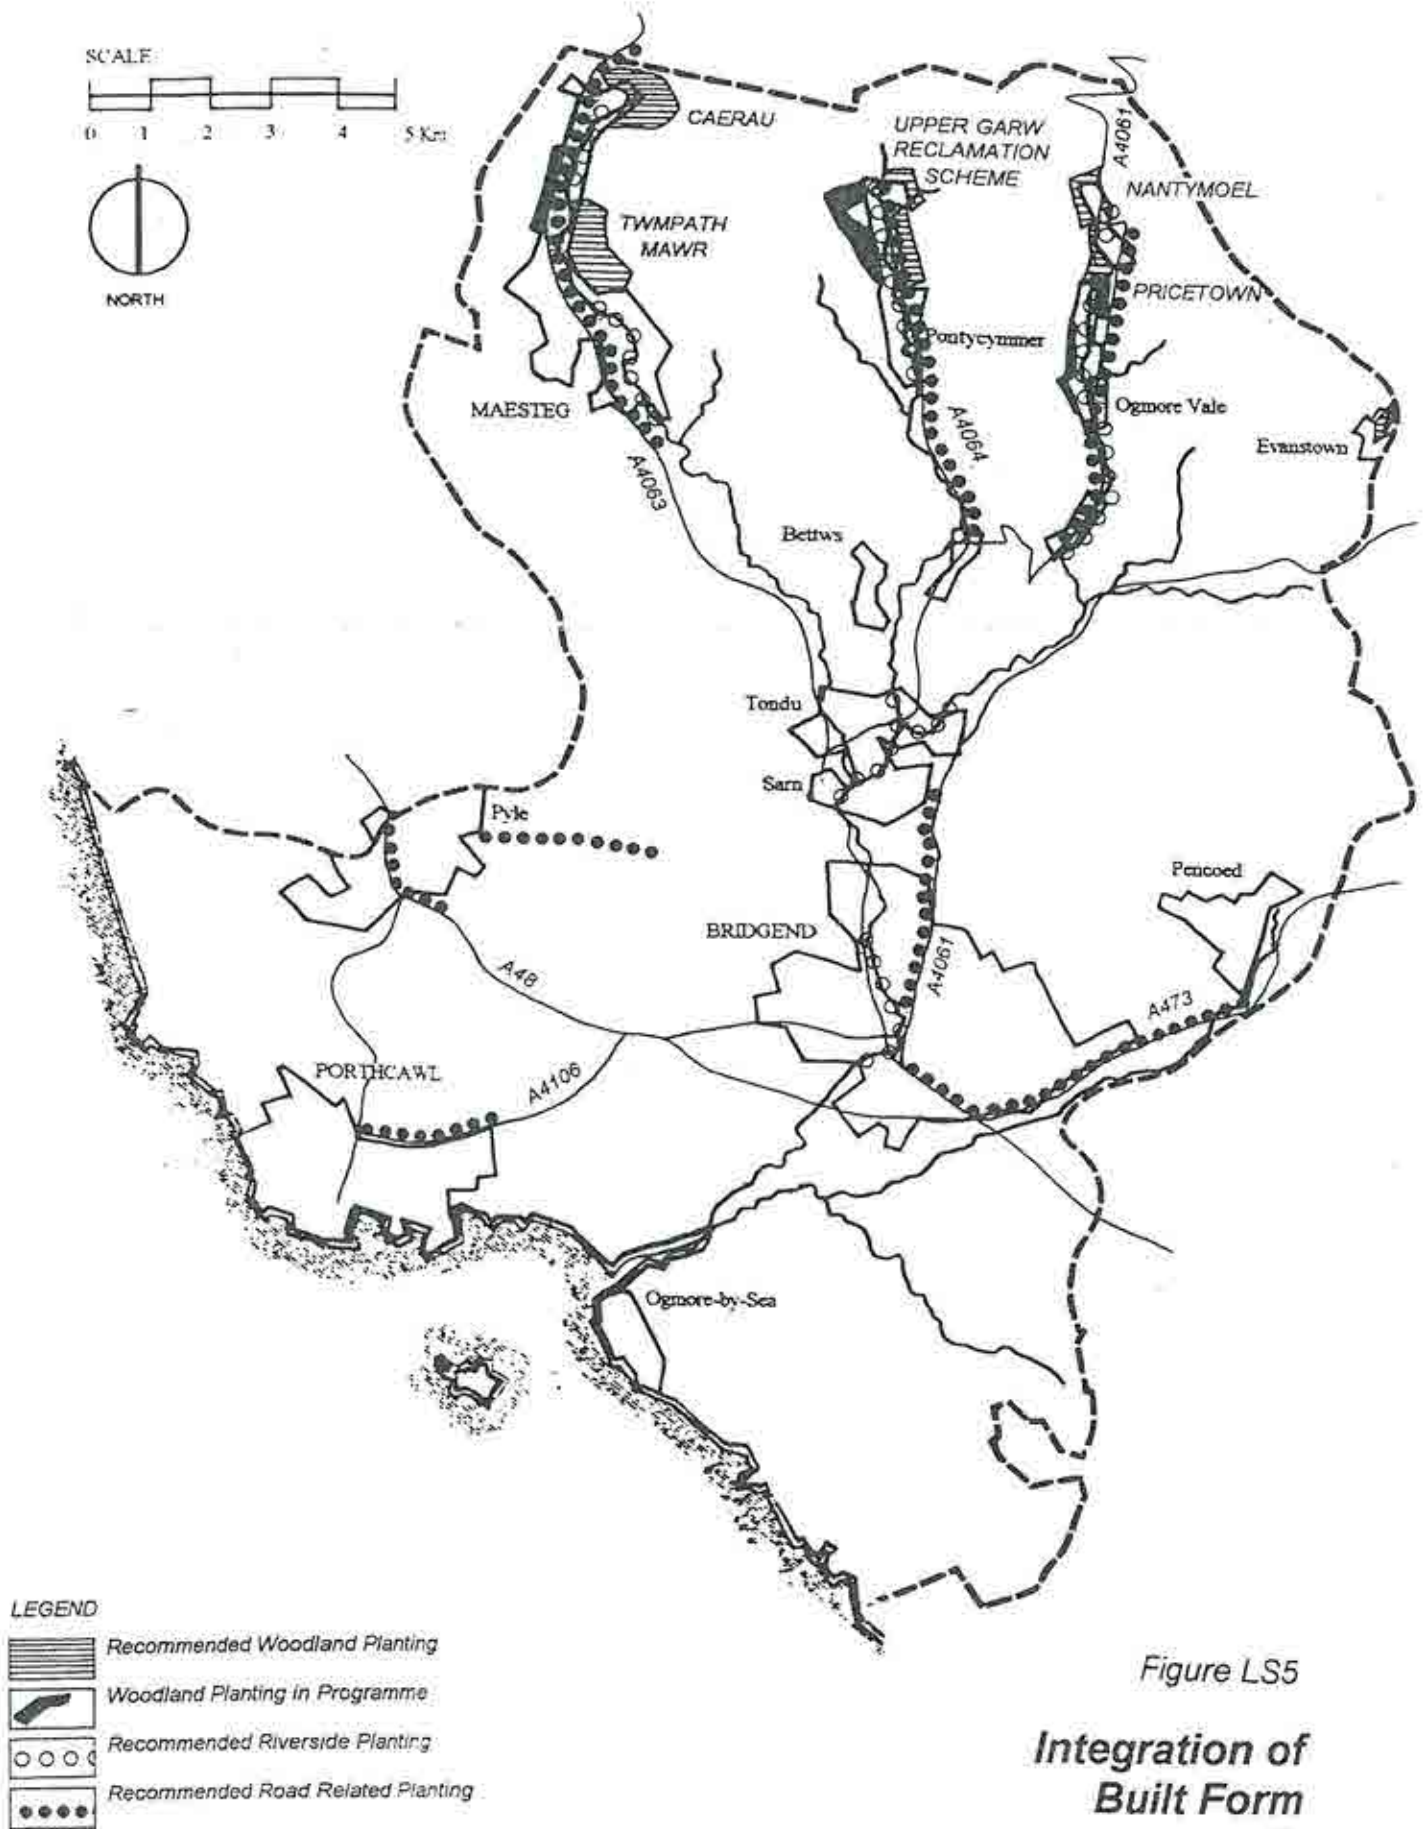 SCALE
0 1 2 3 4 5 Km
NORTH
CAERAU
TWMPATH
MAWR
UPPER GARW
RECLAMATION
SCHEME
A4061
NANTYMOEL
PRICETOWN
Pontycymmer
MAESTEG
A4063
A4064
Ogmore Vale
Evanstown
Bettws
Tondu
Sarn
Pyle
Pencoed
BRIDGEND
A48
A4061
A473
PORTHCAWL
A4106
Ogmore-by-Sea
LEGEND
Recommended Woodland Planting
Woodland Planting in Programme
Recommended Riverside Planting
Recommended Road Related Planting
Figure LS5
Integration of
Built Form